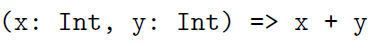 (x: Int, y: Int) => x + y